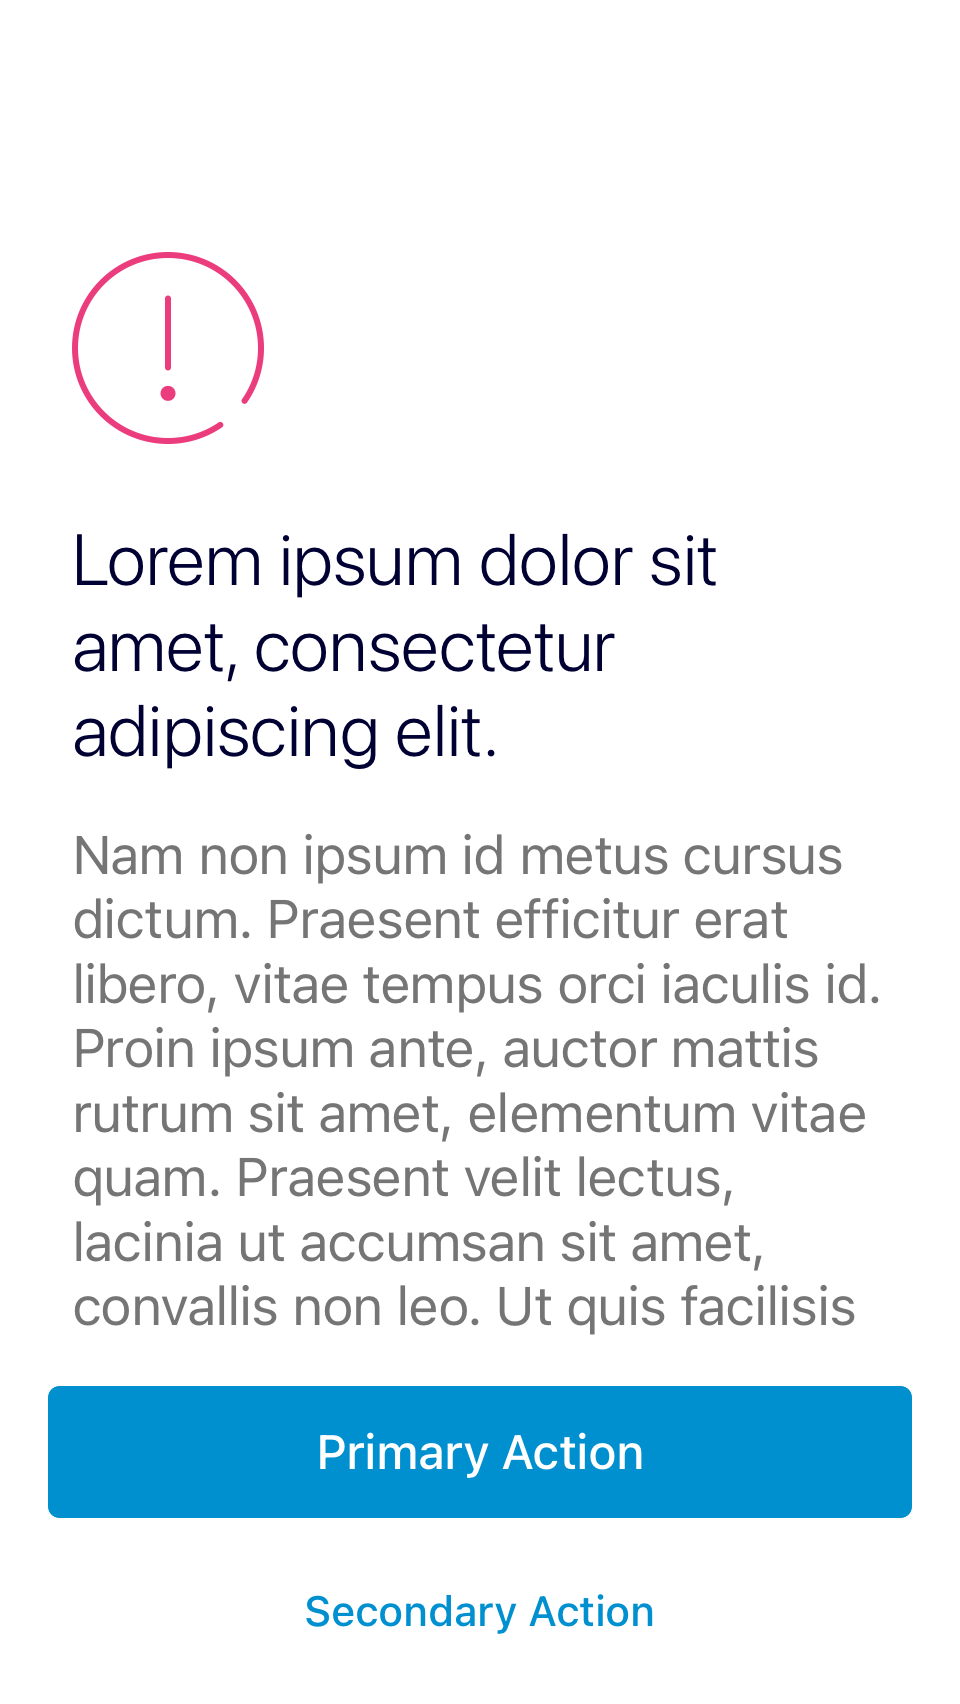 Lorem ipsum dolor sit
amet, consectetur
adipiscing elit.
Nam non ipsum id metus cursus
dictum. Praesent efficitur erat
libero, vitae tempus orci iaculis id.
Proin ipsum ante, auctor mattis
rutrum sit amet, elementum vitae
quam. Praesent velit lectus,
lacinia ut accumsan sit amet,
convallis non leo. Ut quis facilisis
Primary Action
Secondary Action